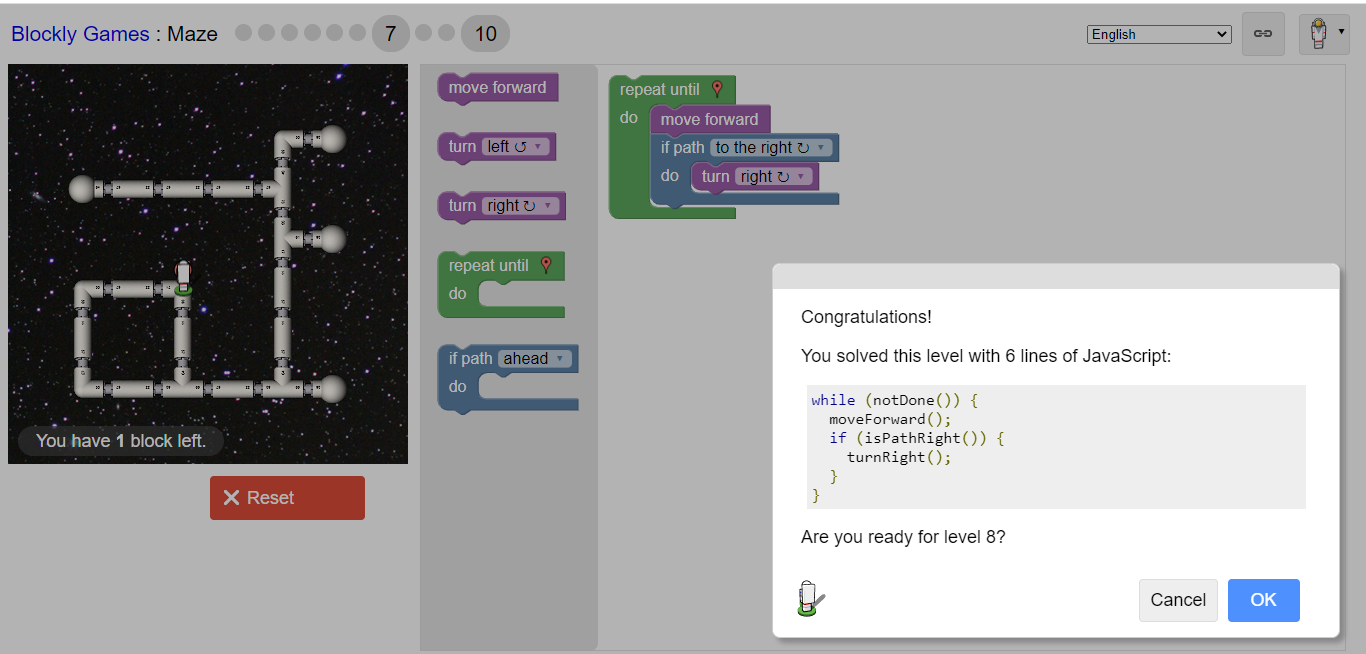 Blockly Games : Maze
7
10
English
move forward
turn left
turn right
repeat until
do
if path ahead
do
repeat until
do
move forward
if path to the right
do
turn right
You have 1 block left.
Reset
Congratulations!
You solved this level with 6 lines of JavaScript:
while (notDone()) {
moveForward();
if (isPathRight()) {
turnRight();
}
}
Are you ready for level 8?
Cancel
OK